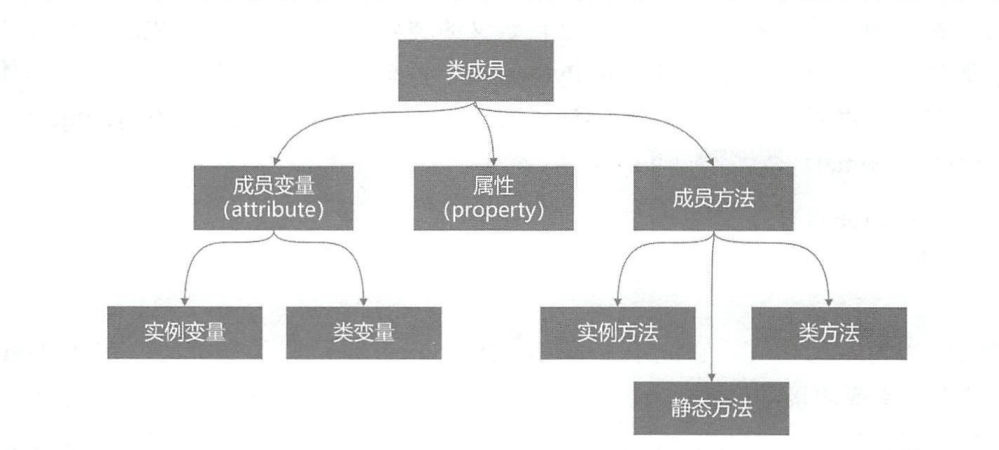 类成员
成员变量
（attribute）
属性
（property）
成员方法
实例变量
类变量
实例方法
类方法
静态方法